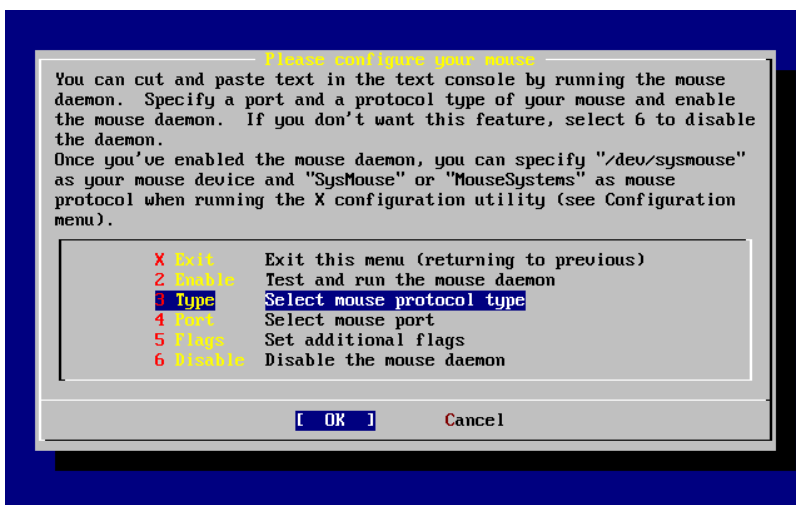 Please configure your mouse
You can cut and paste text in the text console by running the mouse
daemon.  Specify a port and a protocol type of your mouse and enable
the mouse daemon.  If you don't want this feature, select 6 to disable
the daemon.
Once you've enabled the mouse daemon, you can specify "/dev/sysmouse"
as your mouse device and "SysMouse" or "MouseSystems" as mouse
protocol when running the X configuration utility (see Configuration
menu).
X Exit     Exit this menu (returning to previous)
2 Enable   Test and run the mouse daemon
3 Type     Select mouse protocol type
4 Port     Select mouse port
5 Flags    Set additional flags
6 Disable  Disable the mouse daemon
[  OK  ]        Cancel